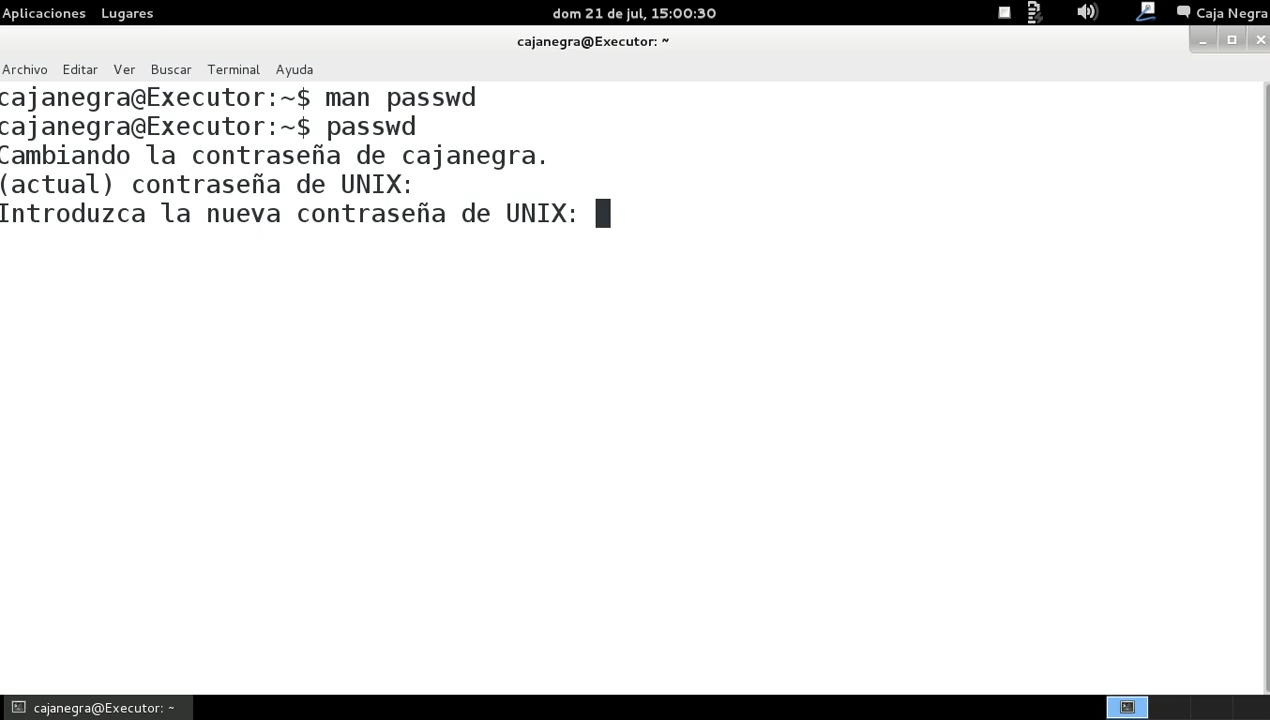 Aplicaciones Lugares dom 21 de jul, 15:00:30 Caja Negra
cajanegra@Executor: ~
Archivo Editar Ver Buscar Terminal Ayuda
cajanegra@Executor:~$ man passwd
cajanegra@Executor:~$ passwd
Cambiando la contraseña de cajanegra.
(actual) contraseña de UNIX:
Introduzca la nueva contraseña de UNIX:
cajanegra@Executor: ~